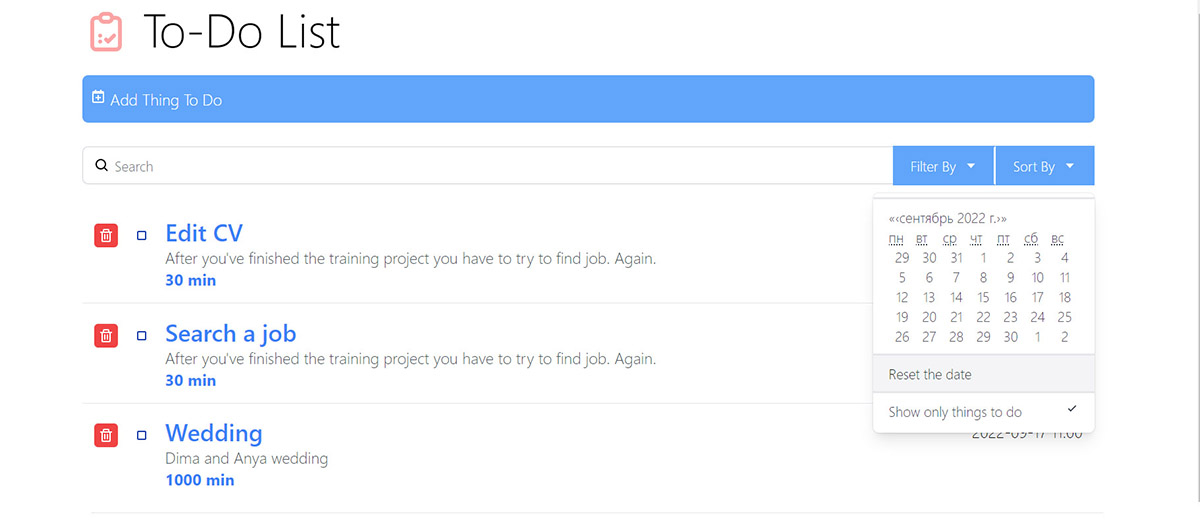 To-Do List
Add Thing To Do
Search
Filter By
Sort By
«‹сентябрь 2022 г.›»
пн вт ср чт пт сб вс
29 30 31 1 2 3 4
5 6 7 8 9 10 11
12 13 14 15 16 17 18
19 20 21 22 23 24 25
26 27 28 29 30 1 2
Reset the date
Show only things to do
Edit CV
After you've finished the training project you have to try to find job. Again.
30 min
Search a job
After you've finished the training project you have to try to find job. Again.
30 min
Wedding
2022-09-17 11:00
Dima and Anya wedding
1000 min